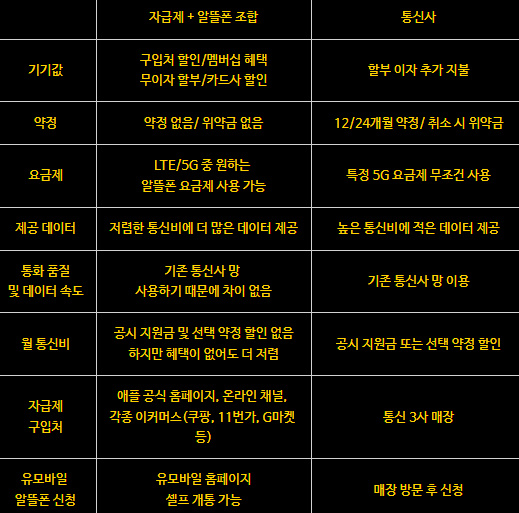 자급제 + 알뜰폰 조합
통신사
기기값
구입처 할인/멤버십 혜택
무이자 할부/카드사 할인
할부 이자 추가 지불
약정
약정 없음/ 위약금 없음
12/24개월 약정/ 취소 시 위약금
요금제
LTE/5G 중 원하는
알뜰폰 요금제 사용 가능
특정 5G 요금제 무조건 사용
제공 데이터
저렴한 통신비에 더 많은 데이터 제공
높은 통신비에 적은 데이터 제공
통화 품질
및 데이터 속도
기존 통신사 망
사용하기 때문에 차이 없음
기존 통신사 망 이용
월 통신비
공시 지원금 및 선택 약정 할인 없음
하지만 혜택이 없어도 더 저렴
공시 지원금 또는 선택 약정 할인
자급제
구입처
애플 공식 홈페이지, 온라인 채널,
각종 이커머스(쿠팡, 11번가, G마켓
등)
통신 3사 매장
유모바일
알뜰폰 신청
유모바일 홈페이지
셀프 개통 가능
매장 방문 후 신청